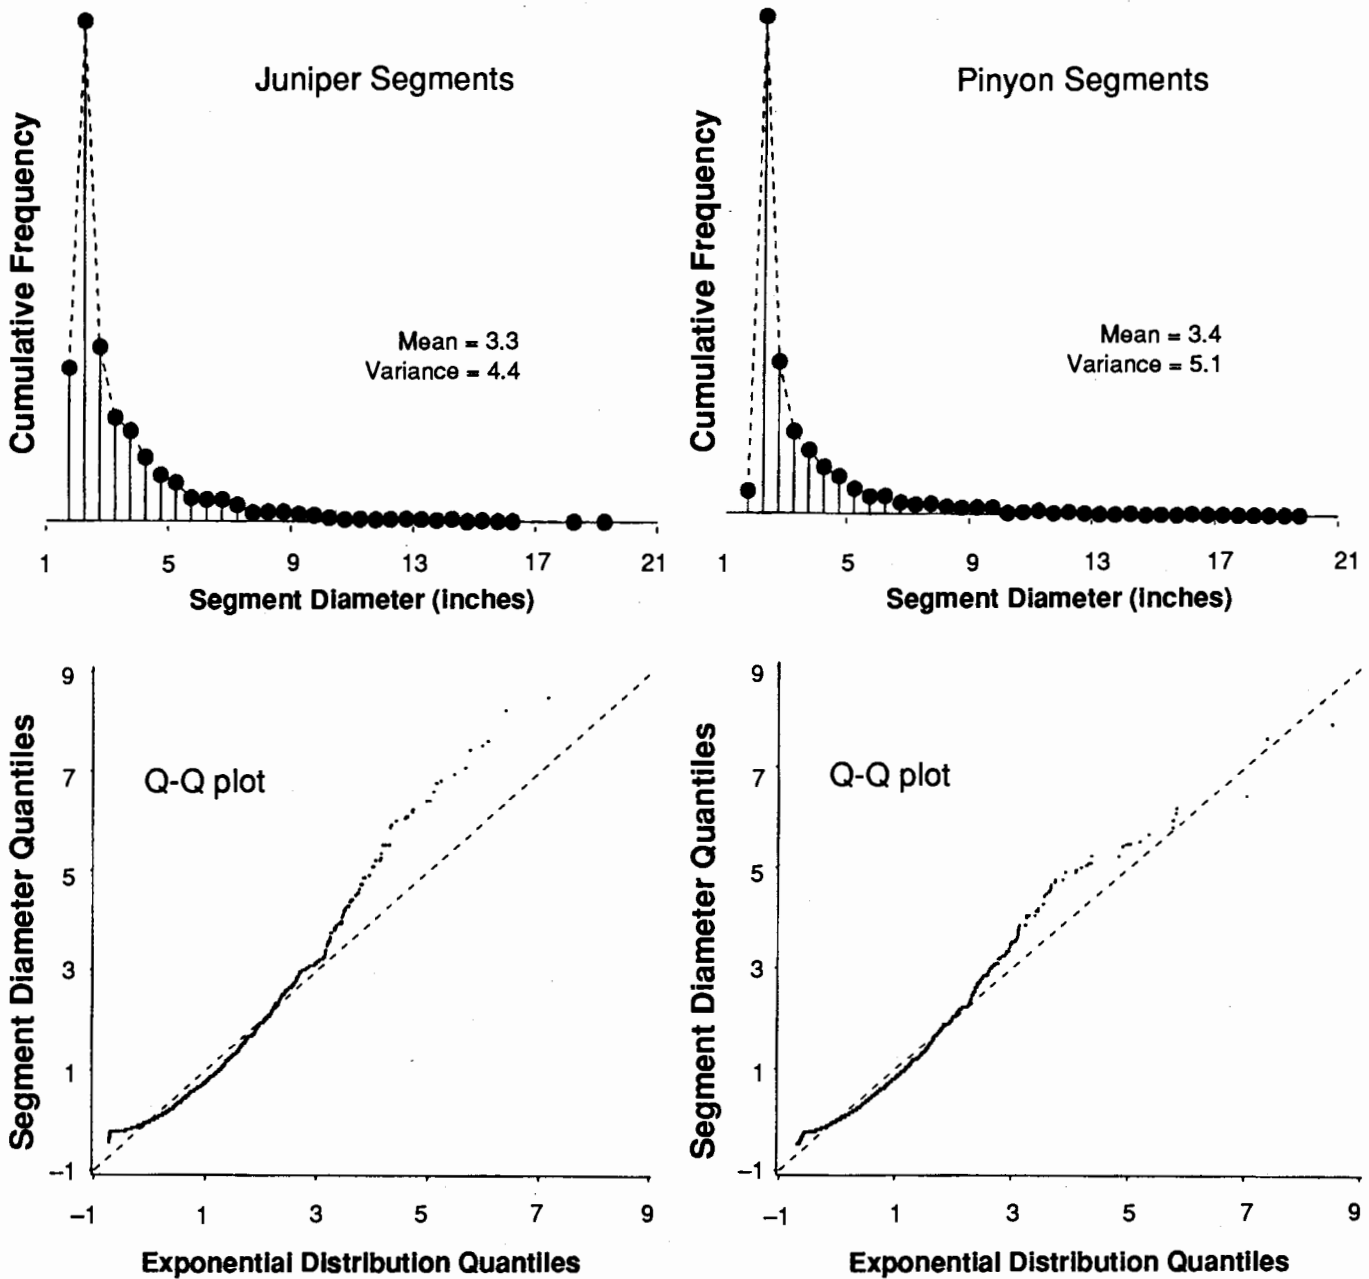 Juniper Segments
Cumulative Frequency
Mean = 3.3
Variance = 4.4
1 5 9 13 17 21
Segment Diameter (inches)
Pinyon Segments
Cumulative Frequency
Mean = 3.4
Variance = 5.1
1 5 9 13 17 21
Segment Diameter (inches)
Q-Q plot
Segment Diameter Quantiles
9
7
5
3
1
–1
–1 1 3 5 7 9
Exponential Distribution Quantiles
Q-Q plot
Segment Diameter Quantiles
9
7
5
3
1
–1
–1 1 3 5 7 9
Exponential Distribution Quantiles